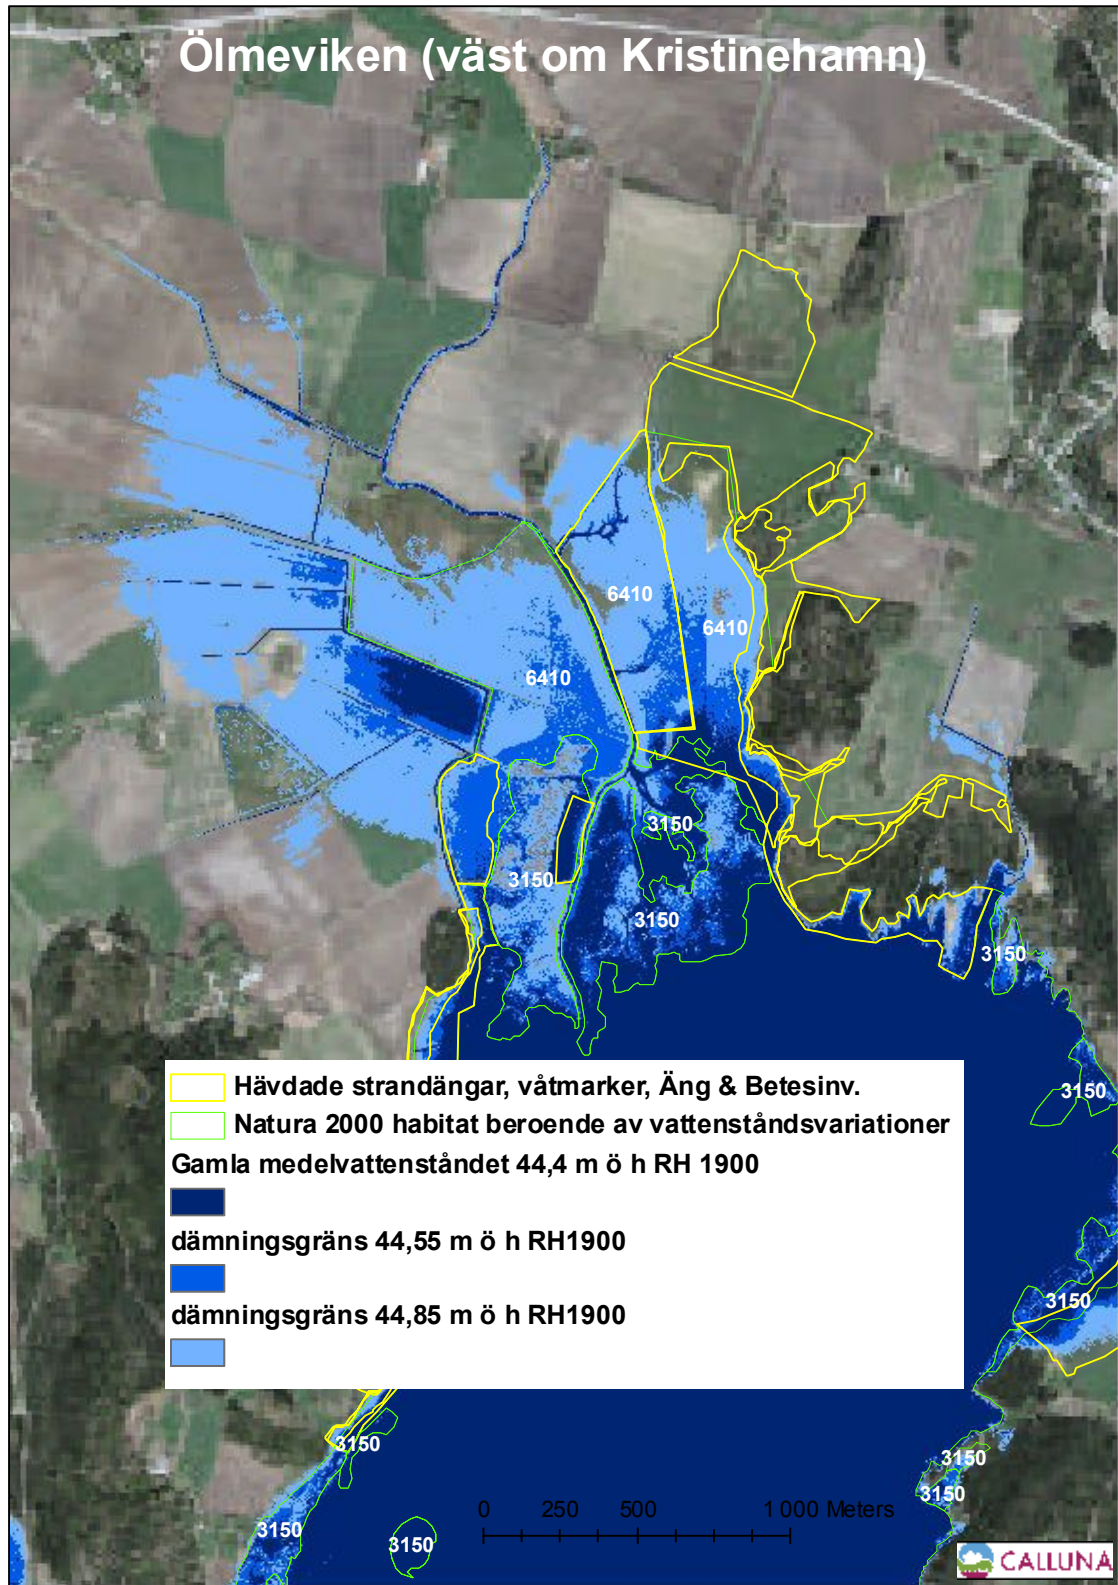 Ölmeviken (väst om Kristinehamn)
6410
6410
6410
3150
3150
3150
3150
Hävdade strandängar, våtmarker, Äng & Betesinv.
Natura 2000 habitat beroende av vattenståndsvariationer
Gamla medelvattenståndet 44,4 m ö h RH 1900
dämningsgräns 44,55 m ö h RH1900
dämningsgräns 44,85 m ö h RH1900
3150
3150
3150
3150
3150
3150
3150
0 250 500 1 000 Meters
CALLUNA